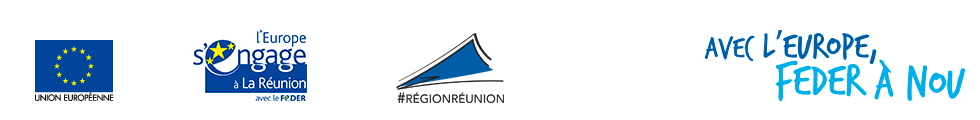 UNION EUROPÉENNE
l'Europe
s'engage
à La Réunion
avec le FEDER
#RÉGIONRÉUNION
AVEC L'EUROPE,
FEDER À NOU